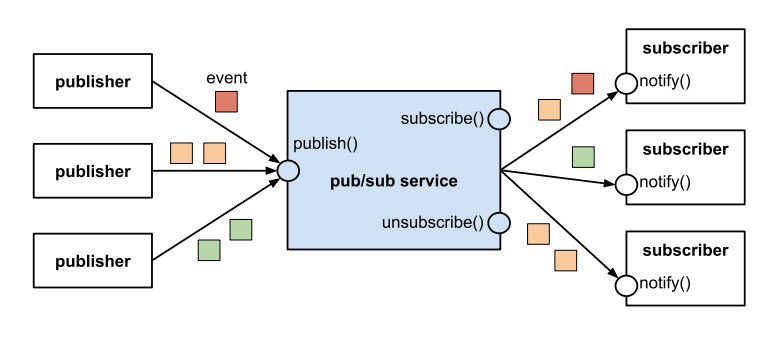 publisher
event
publisher
publisher
publish()
subscribe()
pub/sub service
unsubscribe()
subscriber
notify()
subscriber
notify()
subscriber
notify()